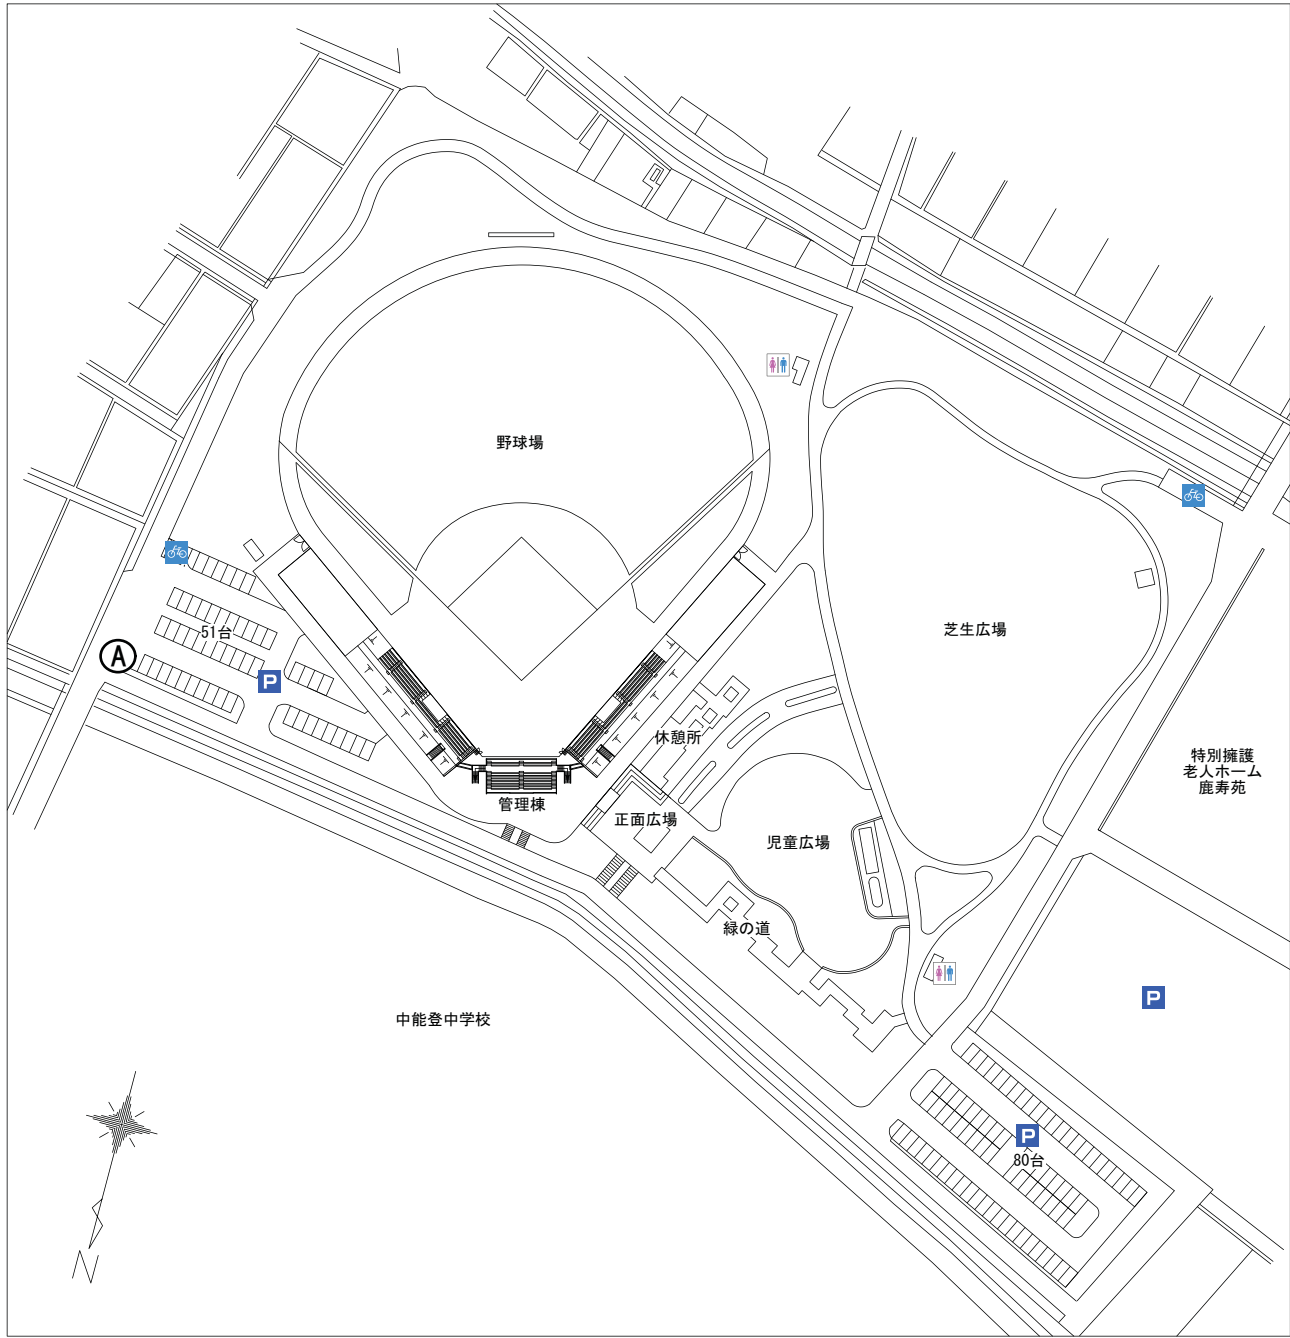 野球場
51台
A
P
芝生広場
休憩所
管理棟
正面広場
児童広場
特別擁護
老人ホーム
鹿寿苑
緑の道
中能登中学校
P
P
80台
N